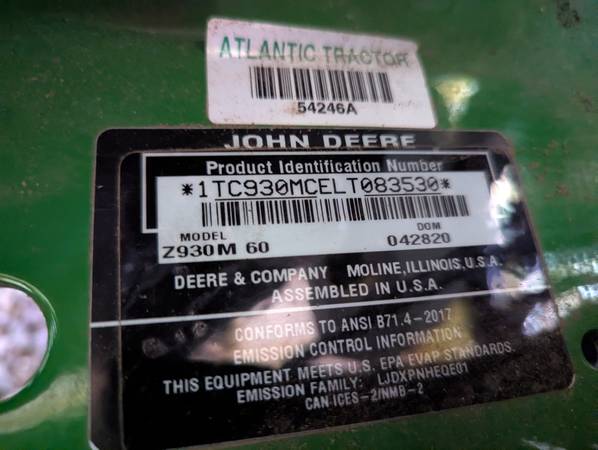 ATLANTIC TRACTOR
54246A
JOHN DEERE
Product Identification Number
*1TC930MCELT083530*
MODEL DOM
Z930M 60 042820
DEERE & COMPANY MOLINE, ILLINOIS, U.S.A.
ASSEMBLED IN U.S.A.
CONFORMS TO ANSI B71.4-2017
EMISSION CONTROL INFORMATION
THIS EQUIPMENT MEETS U.S. EPA EVAP STANDARDS.
EMISSION FAMILY: LJDXPNHEQE01
CAN ICES-2/NMB-2